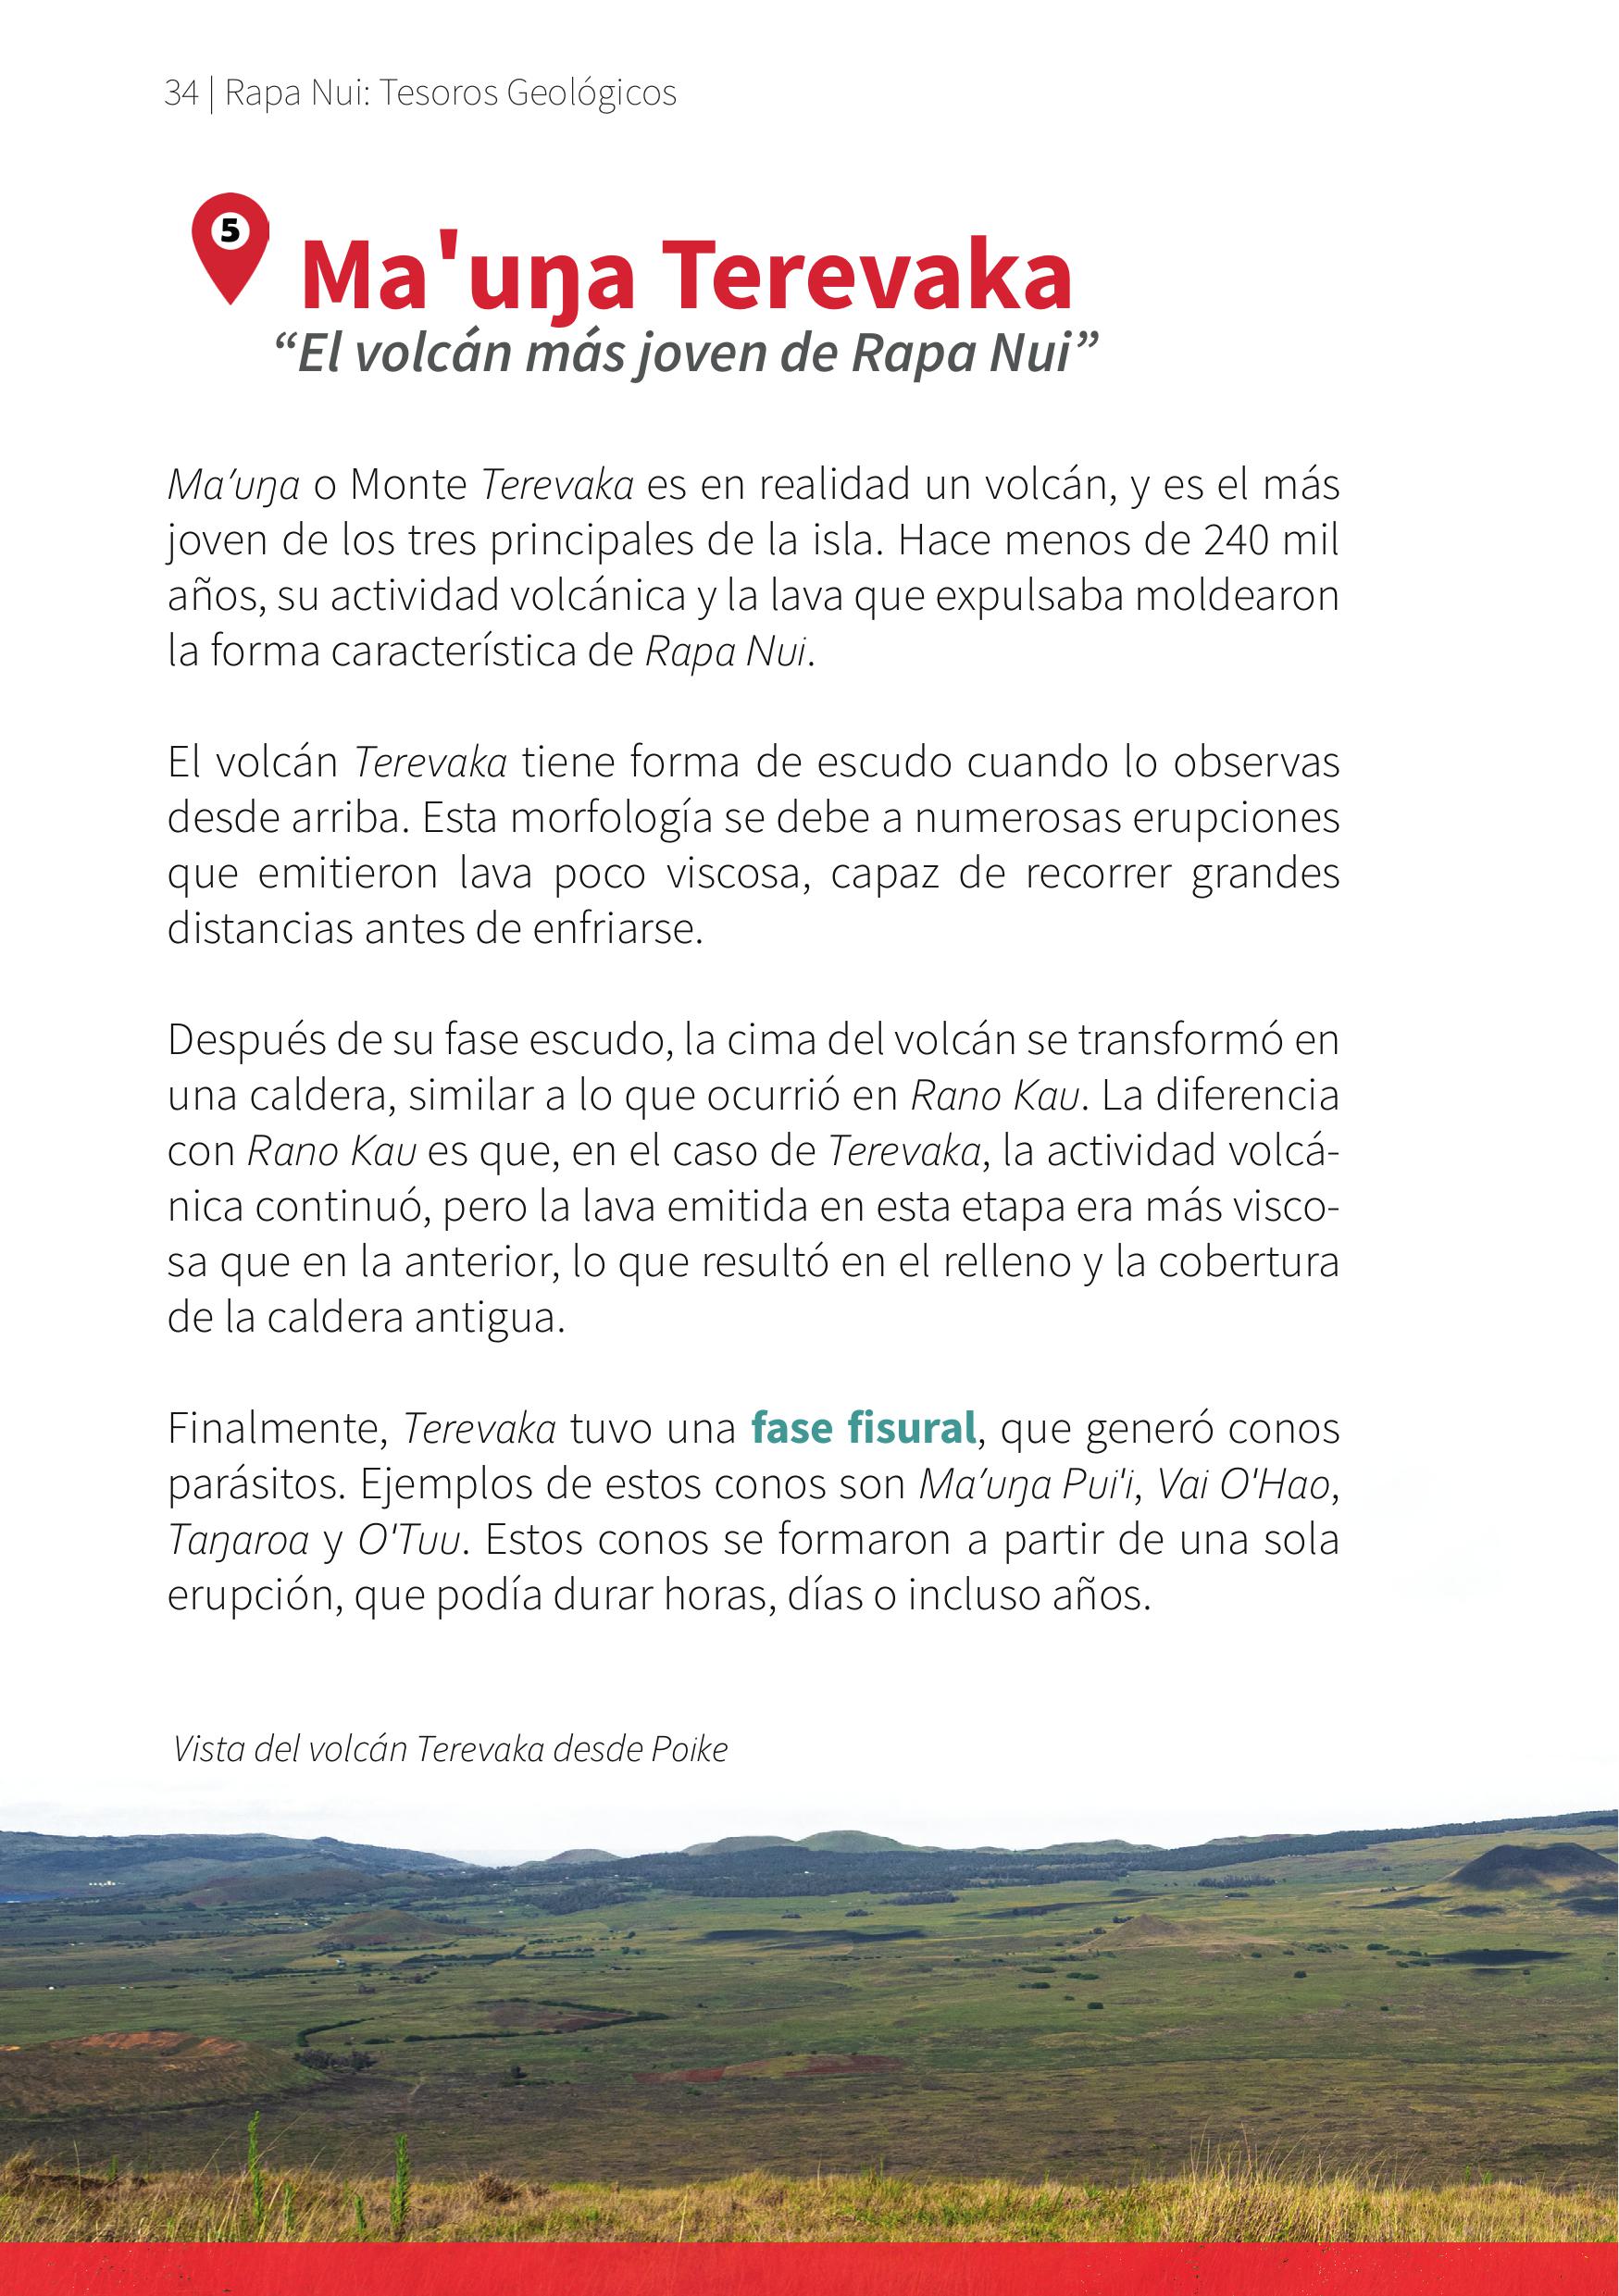 34 | Rapa Nui: Tesoros Geológicos
5
Ma'uŋa Terevaka
“El volcán más joven de Rapa Nui”
Ma’uŋa o Monte Terevaka es en realidad un volcán, y es el más
joven de los tres principales de la isla. Hace menos de 240 mil
años, su actividad volcánica y la lava que expulsaba moldearon
la forma característica de Rapa Nui.
El volcán Terevaka tiene forma de escudo cuando lo observas
desde arriba. Esta morfología se debe a numerosas erupciones
que emitieron lava poco viscosa, capaz de recorrer grandes
distancias antes de enfriarse.
Después de su fase escudo, la cima del volcán se transformó en
una caldera, similar a lo que ocurrió en Rano Kau. La diferencia
con Rano Kau es que, en el caso de Terevaka, la actividad volcá-
nica continuó, pero la lava emitida en esta etapa era más visco-
sa que en la anterior, lo que resultó en el relleno y la cobertura
de la caldera antigua.
Finalmente, Terevaka tuvo una fase fisural, que generó conos
parásitos. Ejemplos de estos conos son Ma’uŋa Pui'i, Vai O'Hao,
Taŋaroa y O'Tuu. Estos conos se formaron a partir de una sola
erupción, que podía durar horas, días o incluso años.
Vista del volcán Terevaka desde Poike